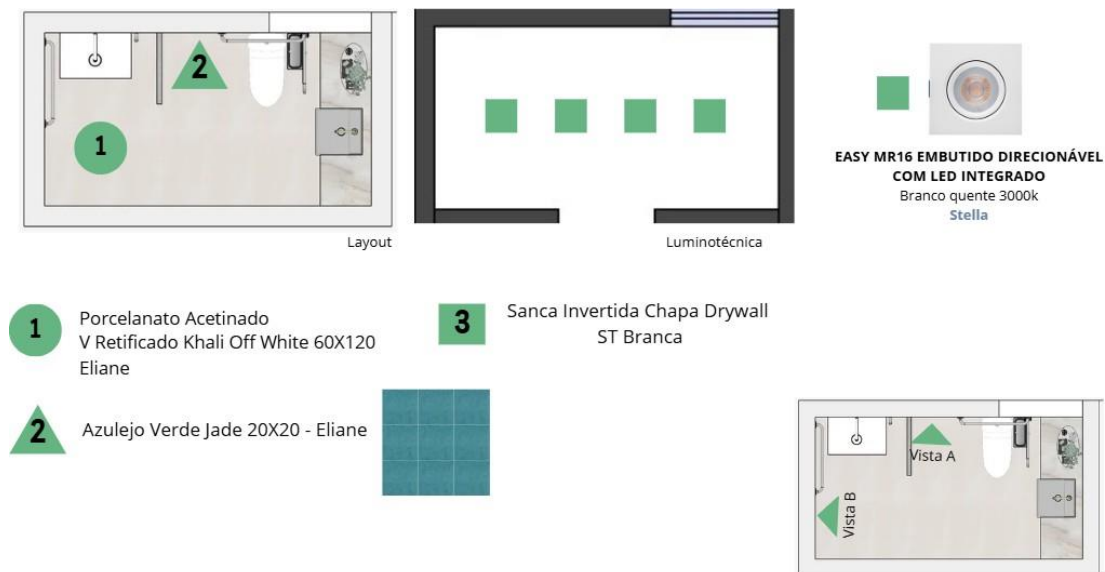 2
1
Layout
Luminotécnica
EASY MR16 EMBUTIDO DIRECIONÁVEL
COM LED INTEGRADO
Branco quente 3000k
Stella
1
Porcelanato Acetinado
V Retificado Khali Off White 60X120
Eliane
3
Sanca Invertida Chapa Drywall
ST Branca
2
Azulejo Verde Jade 20X20 - Eliane
Vista A
Vista B